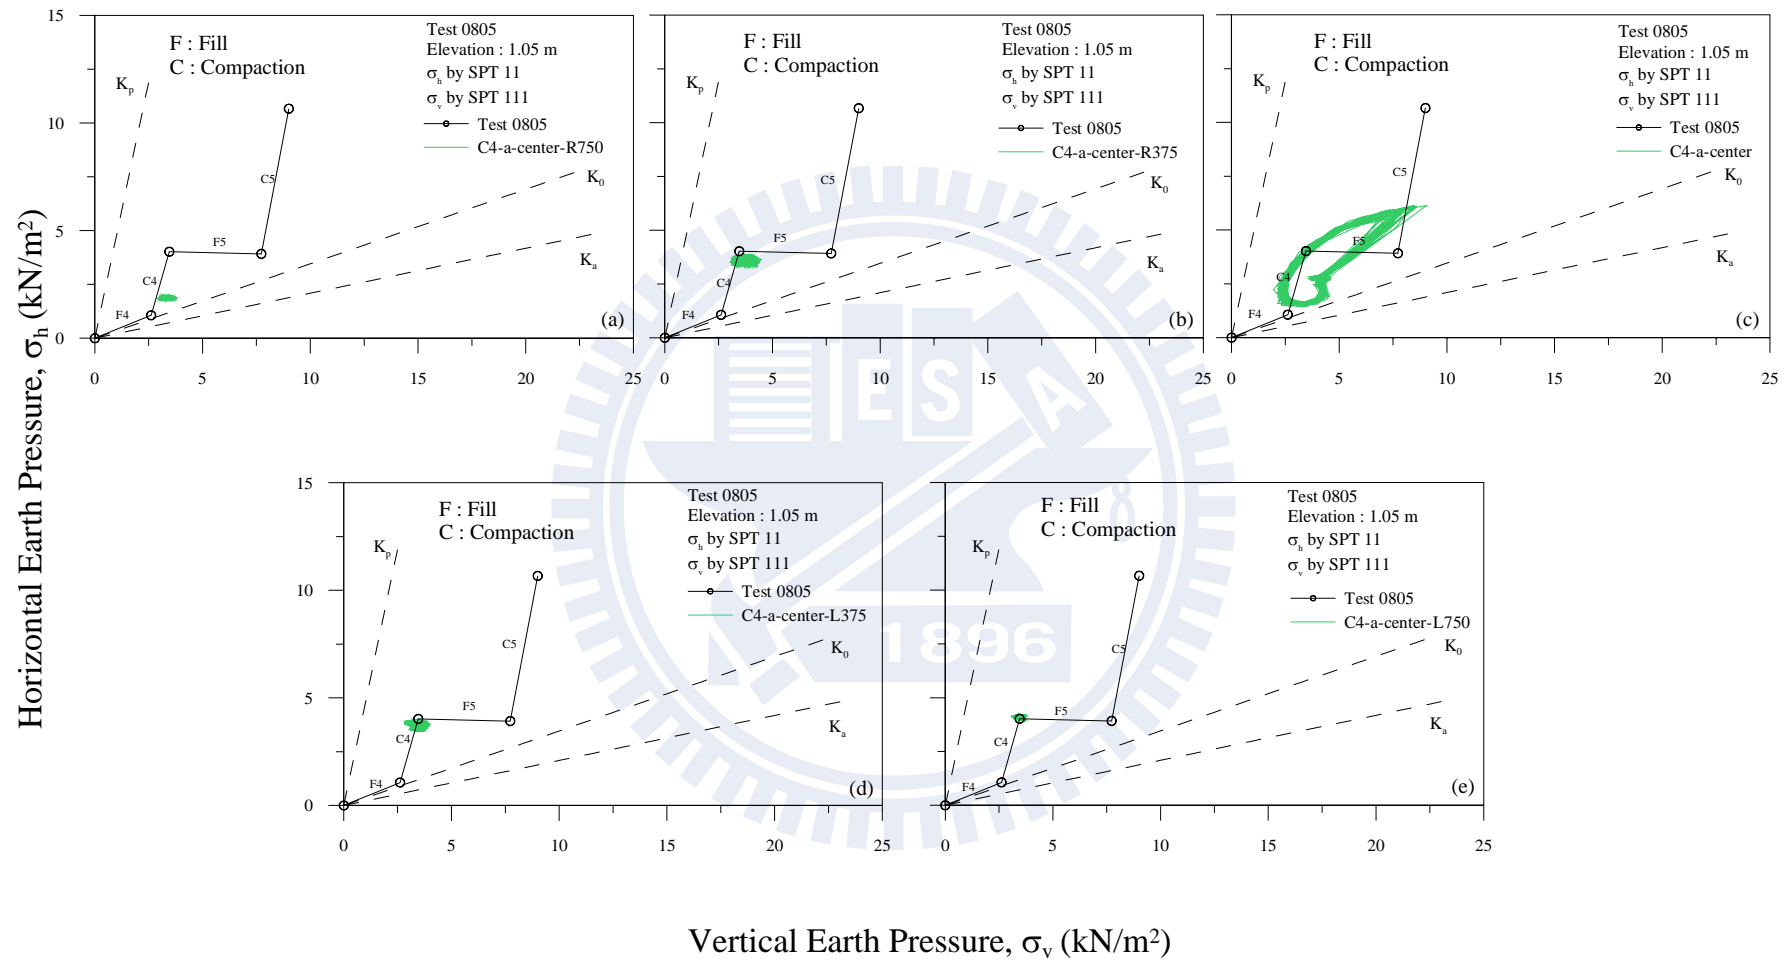 Horizontal Earth Pressure, σh (kN/m²)
15
10
5
0
F : Fill
C : Compaction
Test 0805
Elevation : 1.05 m
σh by SPT 11
σv by SPT 111
Test 0805
C4-a-center-R750
Kp
K0
Ka
C5
F5
C4
F4
(a)
0 5 10 15 20 25
F : Fill
C : Compaction
Test 0805
Elevation : 1.05 m
σh by SPT 11
σv by SPT 111
Test 0805
C4-a-center-R375
Kp
K0
Ka
C5
F5
C4
F4
(b)
0 5 10 15 20 25
F : Fill
C : Compaction
Test 0805
Elevation : 1.05 m
σh by SPT 11
σv by SPT 111
Test 0805
C4-a-center
Kp
K0
Ka
C5
F5
C4
F4
(c)
0 5 10 15 20 25
15
10
5
0
F : Fill
C : Compaction
Test 0805
Elevation : 1.05 m
σh by SPT 11
σv by SPT 111
Test 0805
C4-a-center-L375
Kp
K0
Ka
C5
F5
C4
F4
(d)
0 5 10 15 20 25
F : Fill
C : Compaction
Test 0805
Elevation : 1.05 m
σh by SPT 11
σv by SPT 111
Test 0805
C4-a-center-L750
Kp
K0
Ka
C5
F5
C4
F4
(e)
0 5 10 15 20 25
Vertical Earth Pressure, σv (kN/m²)
ESA
1896